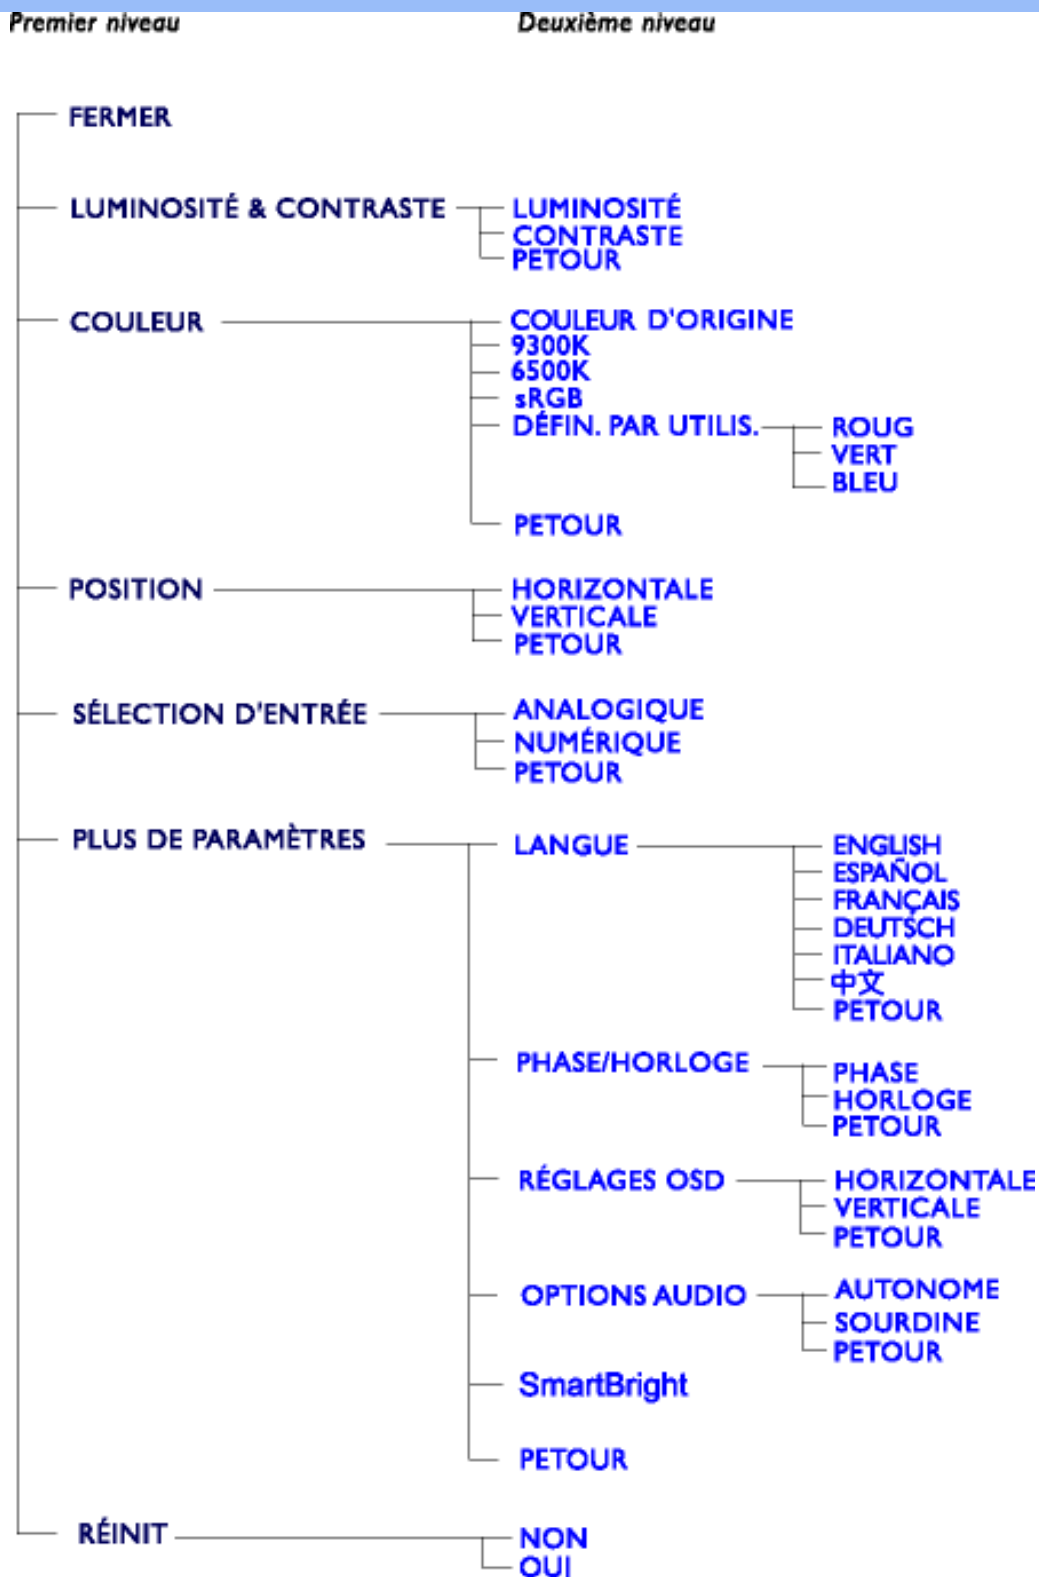 Premier niveau Deuxième niveau
FERMER
LUMINOSITÉ & CONTRASTE LUMINOSITÉ
CONTRASTE
PETOUR
COULEUR COULEUR D'ORIGINE
9300K
6500K
sRGB
DÉFIN. PAR UTILIS. ROUG
VERT
BLEU
PETOUR
POSITION HORIZONTALE
VERTICALE
PETOUR
SÉLECTION D'ENTRÉE ANALOGIQUE
NUMÉRIQUE
PETOUR
PLUS DE PARAMÈTRES LANGUE ENGLISH
ESPAÑOL
FRANÇAIS
DEUTSCH
ITALIANO
中文
PETOUR
PHASE/HORLOGE PHASE
HORLOGE
PETOUR
RÉGLAGES OSD HORIZONTALE
VERTICALE
PETOUR
OPTIONS AUDIO AUTONOME
SOURDINE
PETOUR
SmartBright
PETOUR
RÉINIT NON
OUI